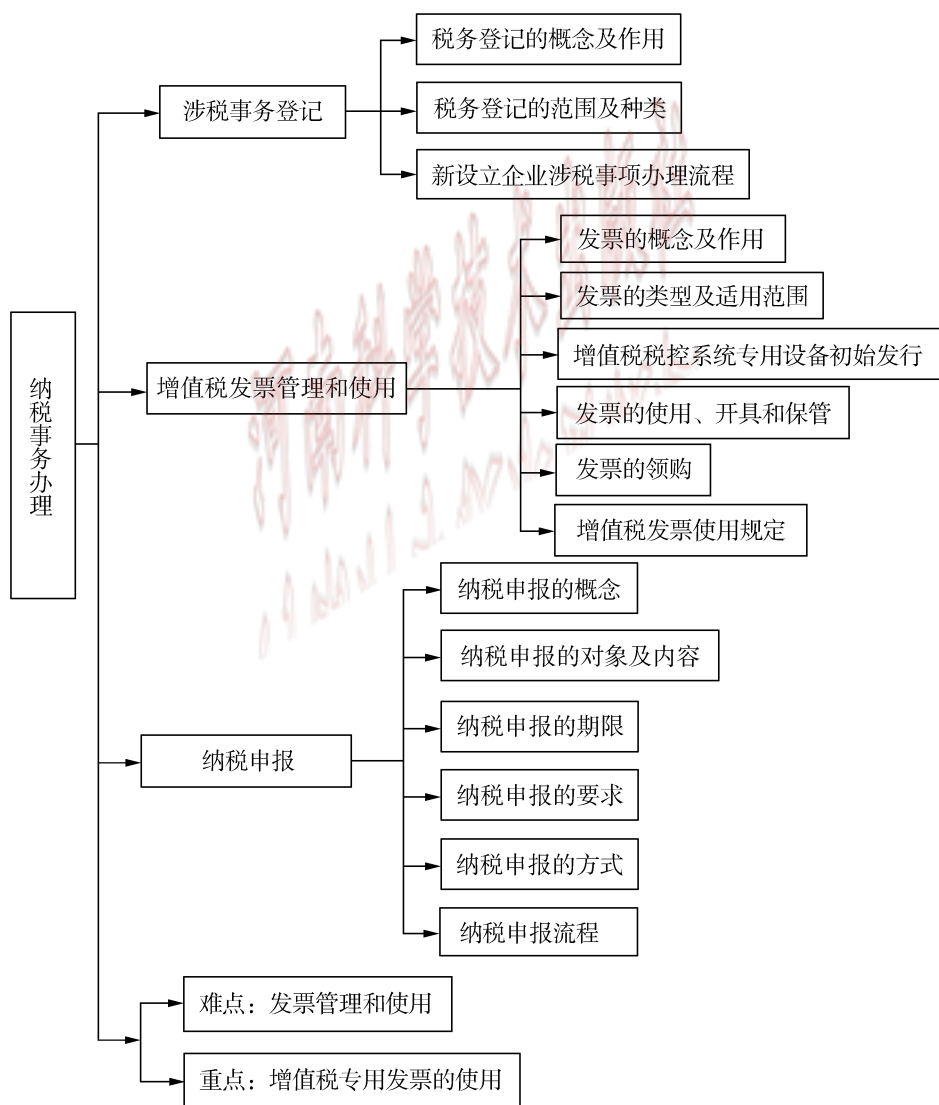 纳税事务办理
涉税事务登记
税务登记的概念及作用
税务登记的范围及种类
新设立企业涉税事项办理流程
增值税发票管理和使用
发票的概念及作用
发票的类型及适用范围
增值税税控系统专用设备初始发行
发票的使用、开具和保管
发票的领购
增值税发票使用规定
纳税申报
纳税申报的概念
纳税申报的对象及内容
纳税申报的期限
纳税申报的要求
纳税申报的方式
纳税申报流程
难点：发票管理和使用
重点：增值税专用发票的使用
河南科学技术出版社